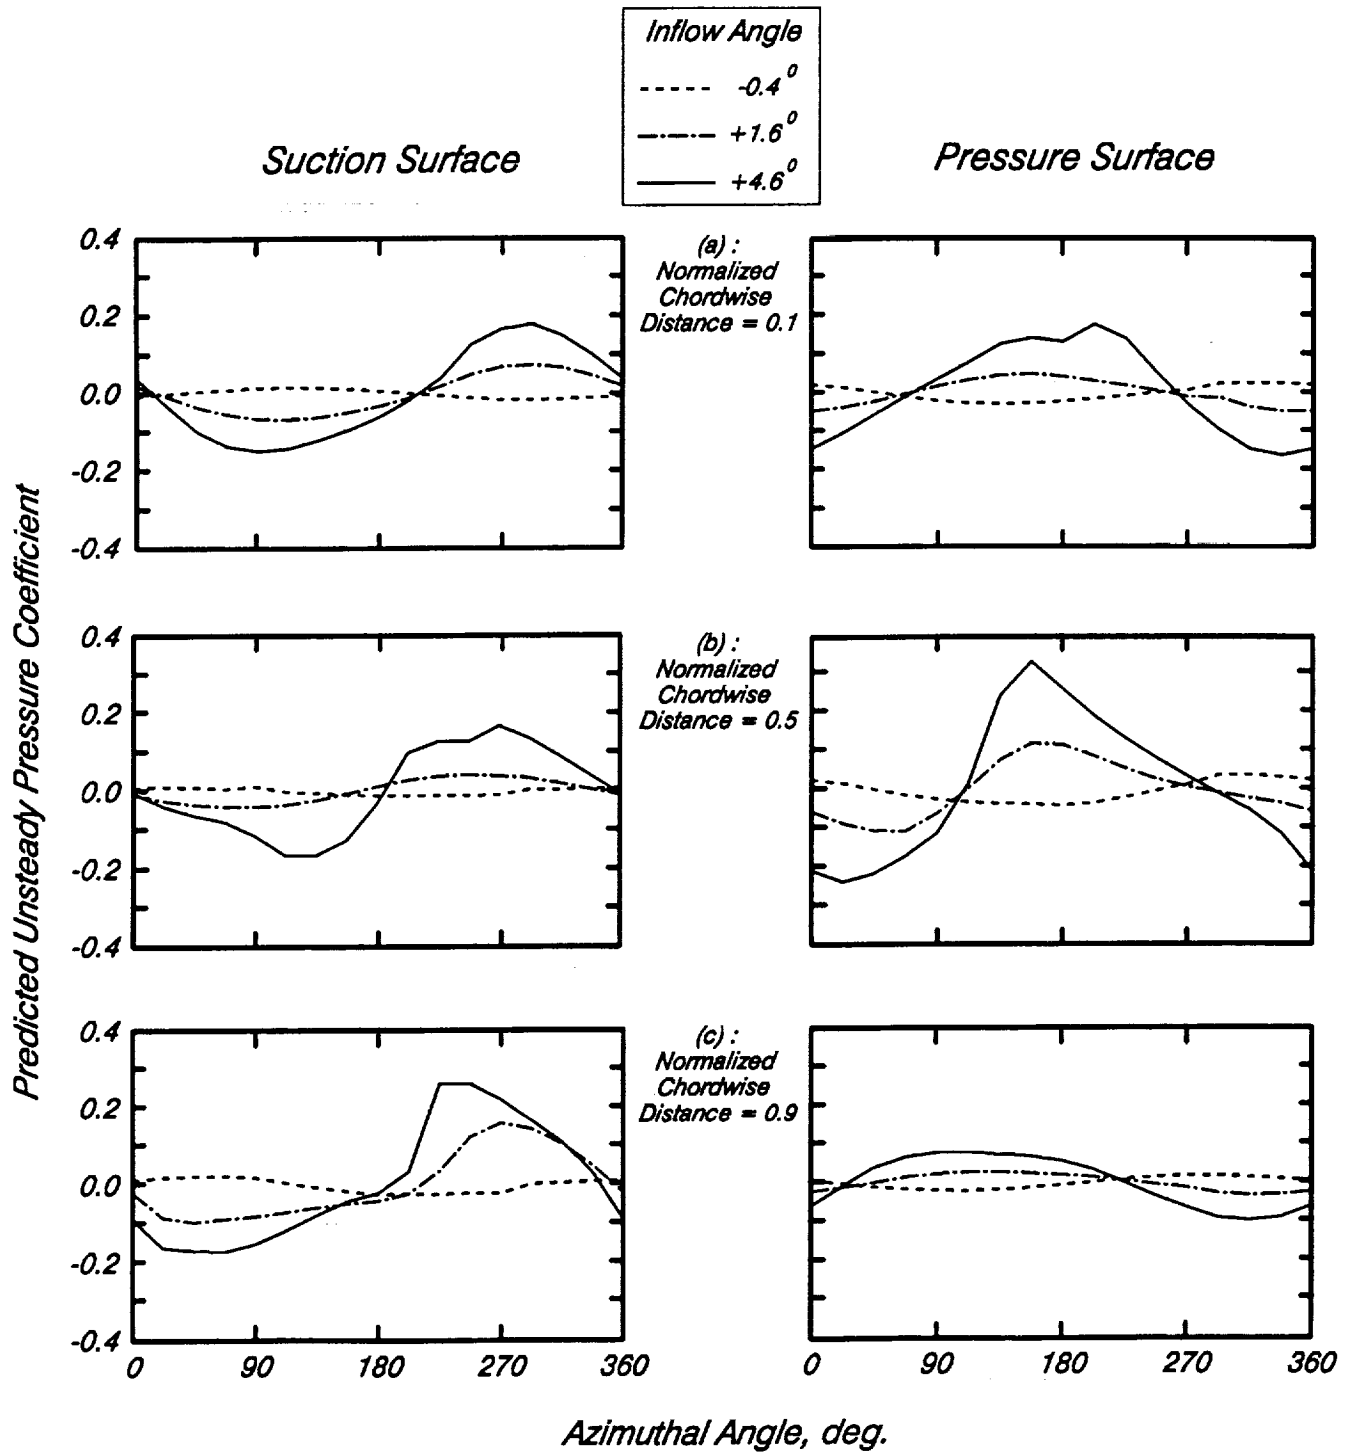 Inflow Angle
-0.4°
+1.6°
+4.6°
Suction Surface
Pressure Surface
0.4
0.2
0.0
-0.2
-0.4
(a) :
Normalized
Chordwise
Distance = 0.1
0.4
0.2
0.0
-0.2
-0.4
(b) :
Normalized
Chordwise
Distance = 0.5
0.4
0.2
0.0
-0.2
-0.4
(c) :
Normalized
Chordwise
Distance = 0.9
Predicted Unsteady Pressure Coefficient
0 90 180 270 360
0 90 180 270 360
Azimuthal Angle, deg.